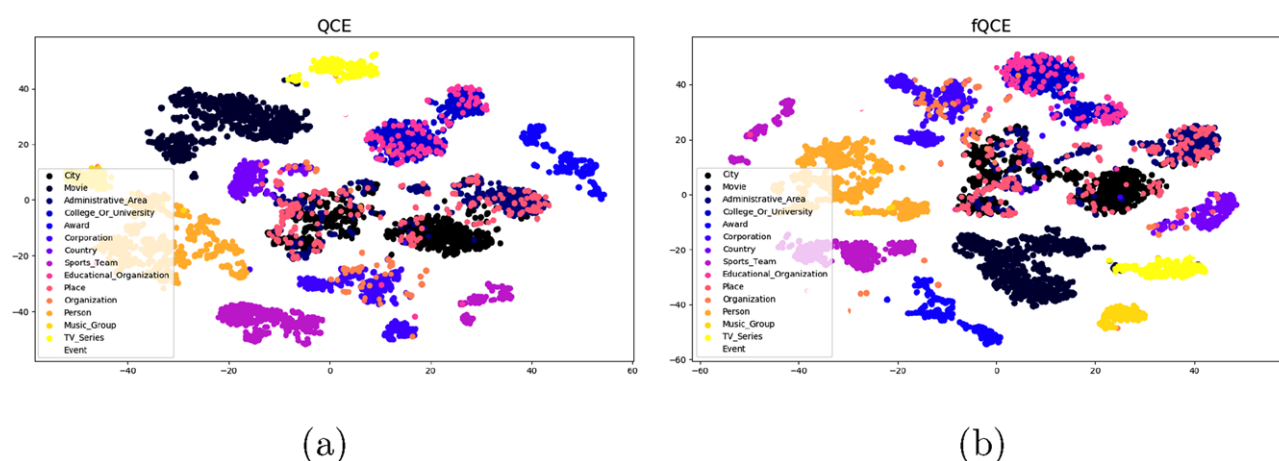 QCE
40
20
0
−20
−40
−40
−20
0
20
40
60
City
Movie
Administrative_Area
College_Or_University
Award
Corporation
Country
Sports_Team
Educational_Organization
Place
Organization
Person
Music_Group
TV_Series
Event
(a)
fQCE
40
20
0
−20
−40
−60
−60
−40
−20
0
20
40
City
Movie
Administrative_Area
College_Or_University
Award
Corporation
Country
Sports_Team
Educational_Organization
Place
Organization
Person
Music_Group
TV_Series
Event
(b)